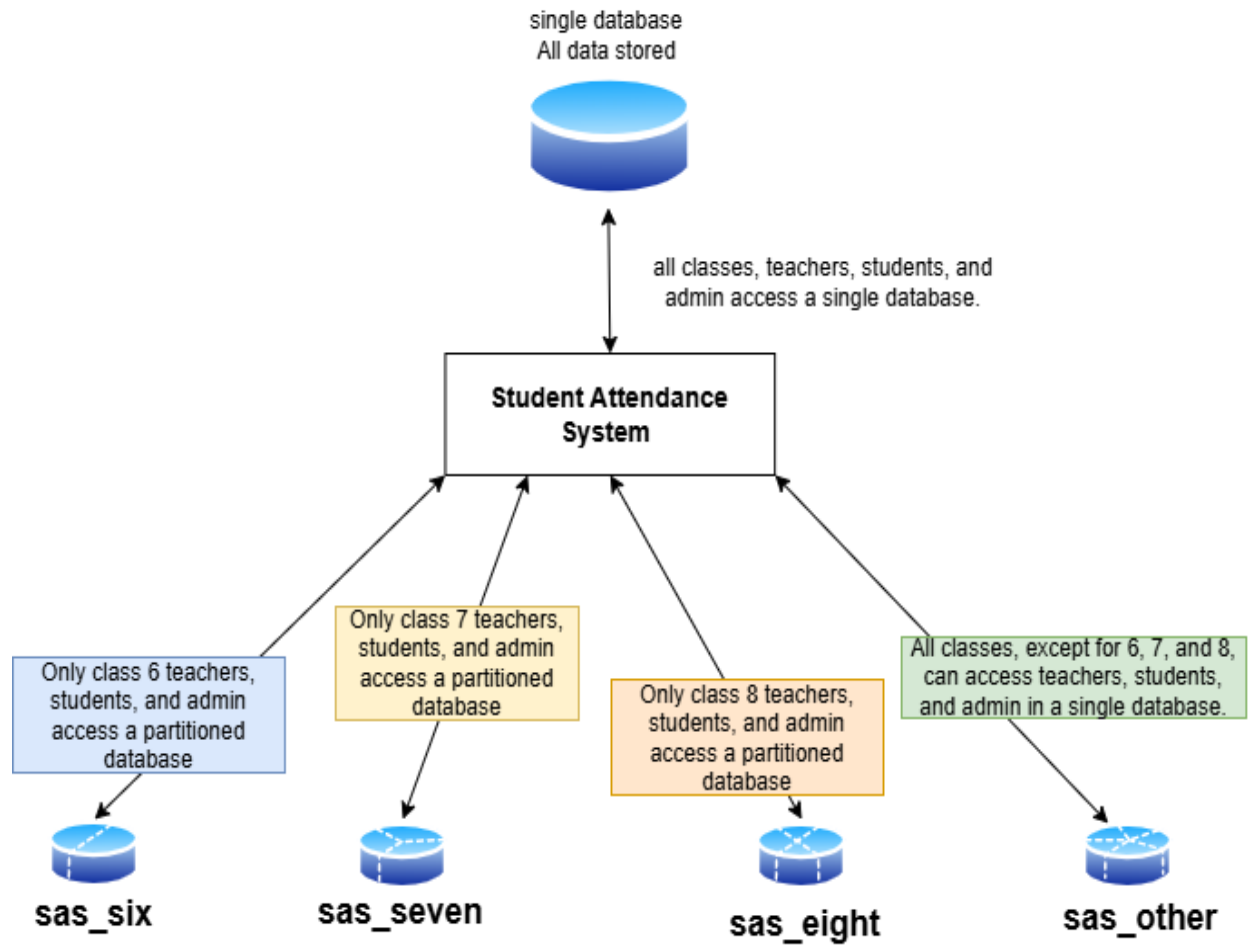 single database
All data stored
all classes, teachers, students, and
admin access a single database.
Student Attendance
System
Only class 6 teachers,
students, and admin
access a partitioned
database
Only class 7 teachers,
students, and admin
access a partitioned
database
Only class 8 teachers,
students, and admin
access a partitioned
database
All classes, except for 6, 7, and 8,
can access teachers, students,
and admin in a single database.
sas_six
sas_seven
sas_eight
sas_other